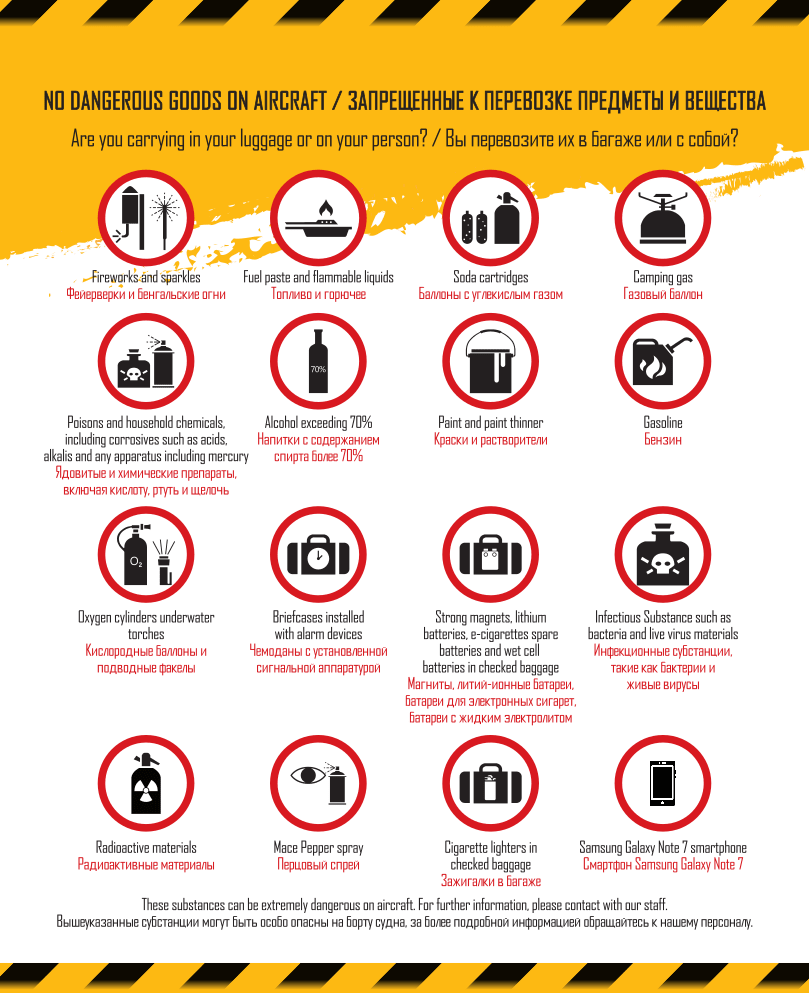 NO DANGEROUS GOODS ON AIRCRAFT / ЗАПРЕЩЕННЫЕ К ПЕРЕВОЗКЕ ПРЕДМЕТЫ И ВЕЩЕСТВА
Are you carrying in your luggage or on your person? / Вы перевозите их в багаже или с собой?
Fireworks and sparkles
Фейерверки и бенгальские огни
Fuel paste and flammable liquids
Топливо и горючее
Soda cartridges
Баллоны с углекислым газом
Camping gas
Газовый баллон
Poisons and household chemicals,
including corrosives such as acids,
alkalis and any apparatus including mercury
Ядовитые и химические препараты,
включая кислоту, ртуть и щелочь
70%
Alcohol exceeding 70%
Напитки с содержанием
спирта более 70%
Paint and paint thinner
Краски и растворители
Gasoline
Бензин
O₂
Oxygen cylinders underwater
torches
Кислородные баллоны и
подводные факелы
Briefcases installed
with alarm devices
Чемоданы с установленной
сигнальной аппаратурой
Strong magnets, lithium
batteries, e-cigarettes spare
batteries and wet cell
batteries in checked baggage
Магниты, литий-ионные батареи,
батареи для электронных сигарет,
батареи с жидким электролитом
Infectious Substance such as
bacteria and live virus materials
Инфекционные субстанции,
такие как бактерии и
живые вирусы
Radioactive materials
Радиоактивные материалы
Mace Pepper spray
Перцовый спрей
Cigarette lighters in
checked baggage
Зажигалки в багаже
Samsung Galaxy Note 7 smartphone
Смартфон Samsung Galaxy Note 7
These substances can be extremely dangerous on aircraft. For further information, please contact with our staff.
Вышеуказанные субстанции могут быть особо опасны на борту судна, за более подробной информацией обращайтесь к нашему персоналу.